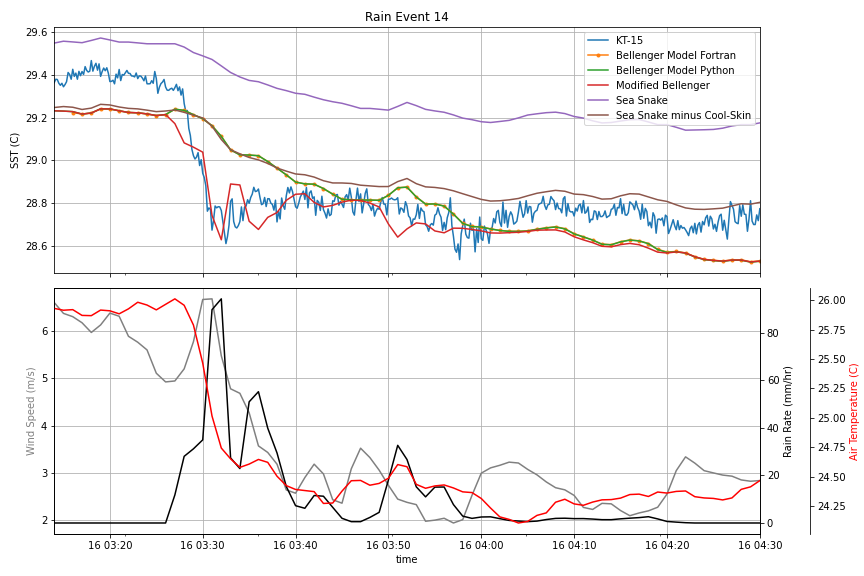 Rain Event 14
29.6
29.4
29.2
29.0
28.8
28.6
SST (C)
KT-15
Bellenger Model Fortran
Bellenger Model Python
Modified Bellenger
Sea Snake
Sea Snake minus Cool-Skin
6
5
4
3
2
Wind Speed (m/s)
80
60
40
20
0
Rain Rate (mm/hr)
26.00
25.75
25.50
25.25
25.00
24.75
24.50
24.25
Air Temperature (C)
16 03:20
16 03:30
16 03:40
16 03:50
16 04:00
16 04:10
16 04:20
16 04:30
time